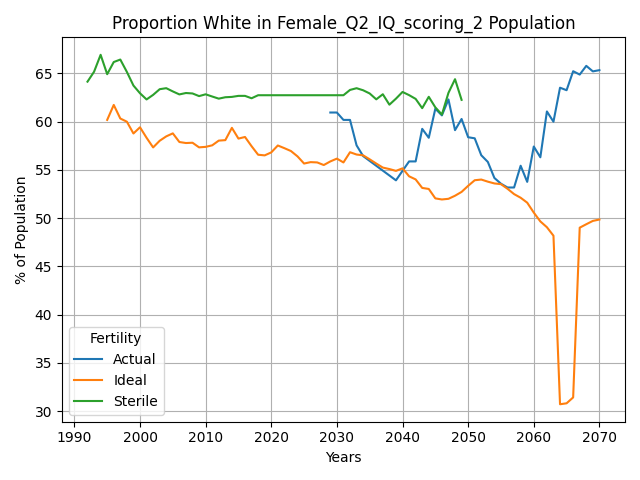 Proportion White in Female_Q2_IQ_scoring_2 Population
% of Population
65
60
55
50
45
40
35
30
Fertility
Actual
Ideal
Sterile
1990 2000 2010 2020 2030 2040 2050 2060 2070
Years